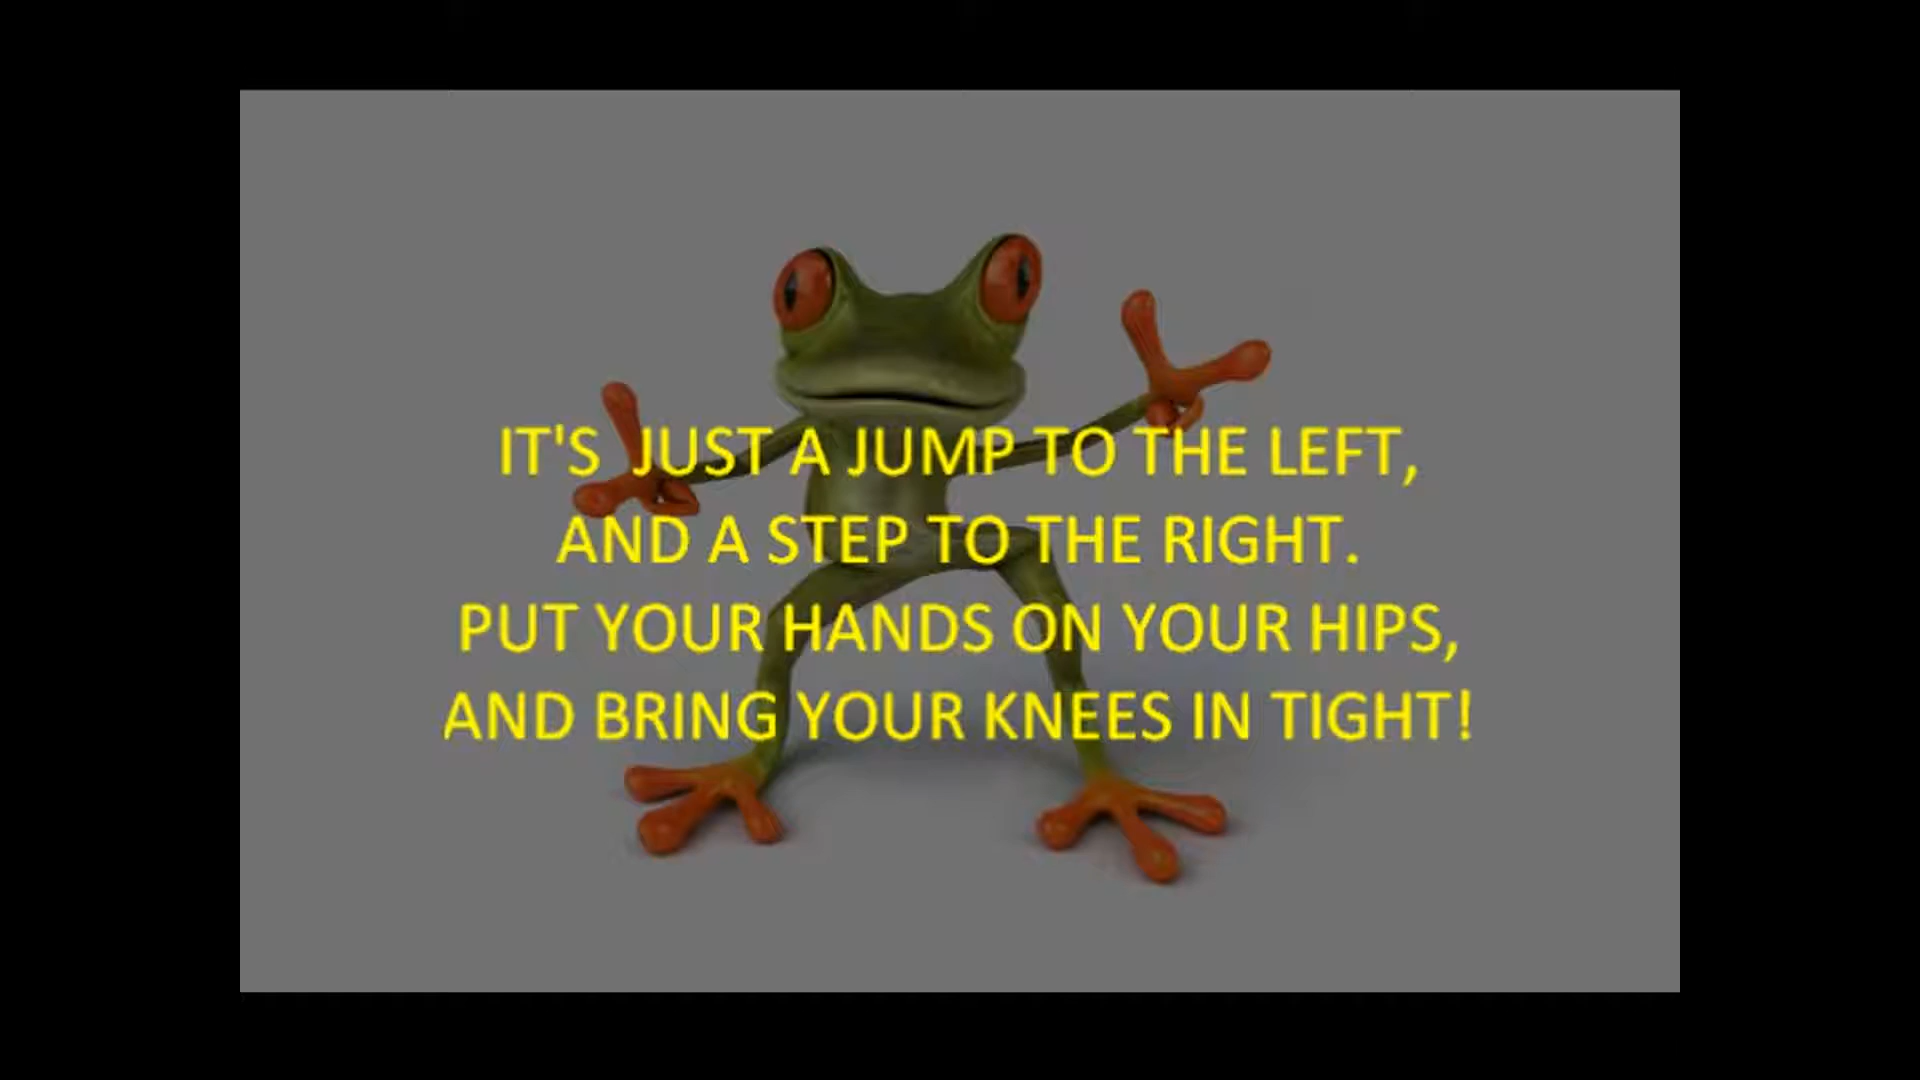 IT'S  JUST A JUMP TO THE LEFT,
AND A STEP TO THE RIGHT.
PUT YOUR HANDS ON YOUR HIPS,
AND BRING YOUR KNEES IN TIGHT!